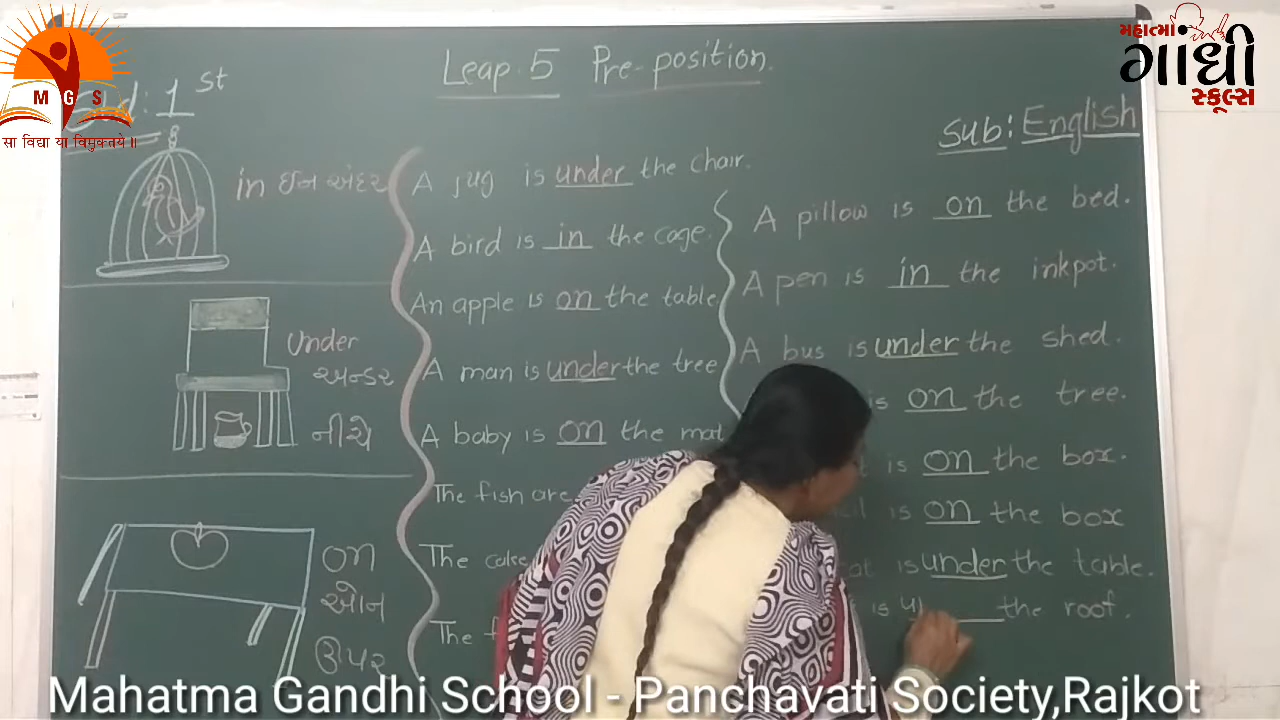 Leap. 5 Pre-position.
Std: 1st
Sub: English
MGS
सा विद्या या विमुक्तये॥
મહાત્મા
ગાંધી
સ્કૂલ્સ
in ઇન અંદર
under
અન્ડર
નીચે
on
ઓન
ઉપર
A jug is under the chair.
A bird is in the cage.
An apple is on the table
A man is under the tree
A baby is on the mat
The fish are
The cake
The
A pillow is on the bed.
A pen is in the inkpot.
A bus is under the shed.
is on the tree.
is on the box.
is on the box
is under the table.
is the roof.
Mahatma Gandhi School - Panchavati Society,Rajkot